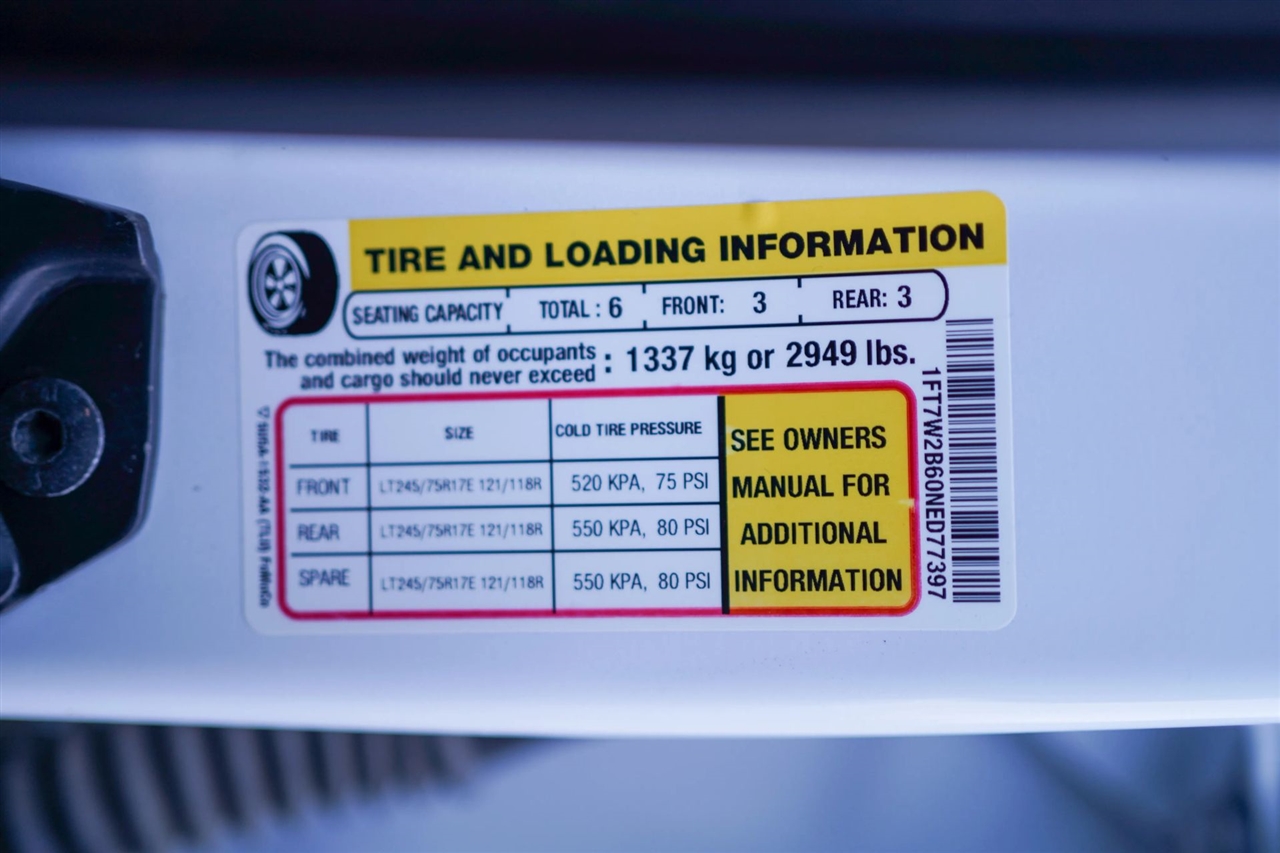 TIRE AND LOADING INFORMATION
SEATING CAPACITY TOTAL : 6 FRONT: 3 REAR: 3
The combined weight of occupants and cargo should never exceed : 1337 kg or 2949 lbs.
TIRE SIZE COLD TIRE PRESSURE
FRONT LT245/75R17E 121/118R 520 KPA, 75 PSI
REAR LT245/75R17E 121/118R 550 KPA, 80 PSI
SPARE LT245/75R17E 121/118R 550 KPA, 80 PSI
SEE OWNERS
MANUAL FOR
ADDITIONAL
INFORMATION
1FT7W2B60NED77397